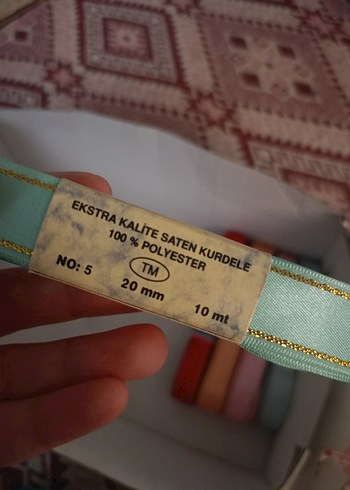 EKSTRA KALİTE SATEN KURDELE
100 % POLYESTER
TM
NO: 5
20 mm
10 mt